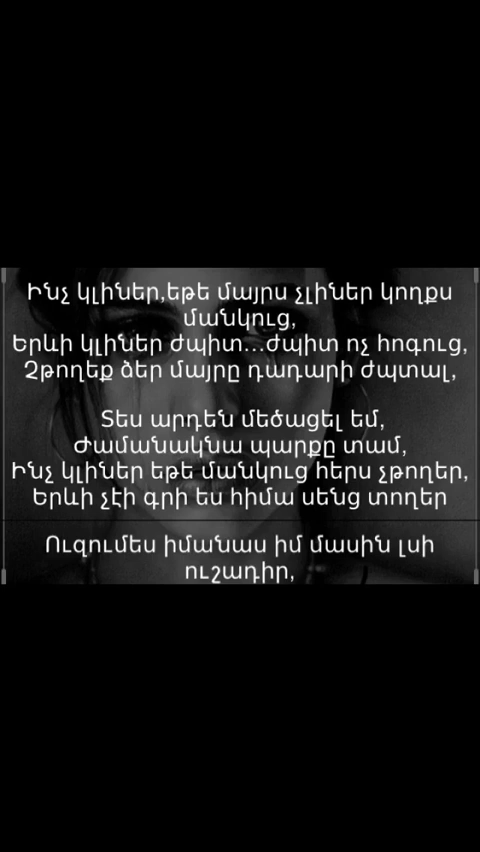 Ինչ կլիներ,եթե մայրս չլիներ կողքս
մանկուց,
Երևի կլիներ ժպիտ...ժպիտ ոչ հոգուց,
Չթողեք ձեր մայրը դադարի ժպտալ,
Տես արդեն մեծացել եմ,
Ժամանակնա պարքը տամ,
Ինչ կլիներ եթե մանկուց հերս չթողեր,
Երևի չէի գրի ես հիմա սենց տողեր
Ուզումես իմանաս իմ մասին լսի
ուշադիր,